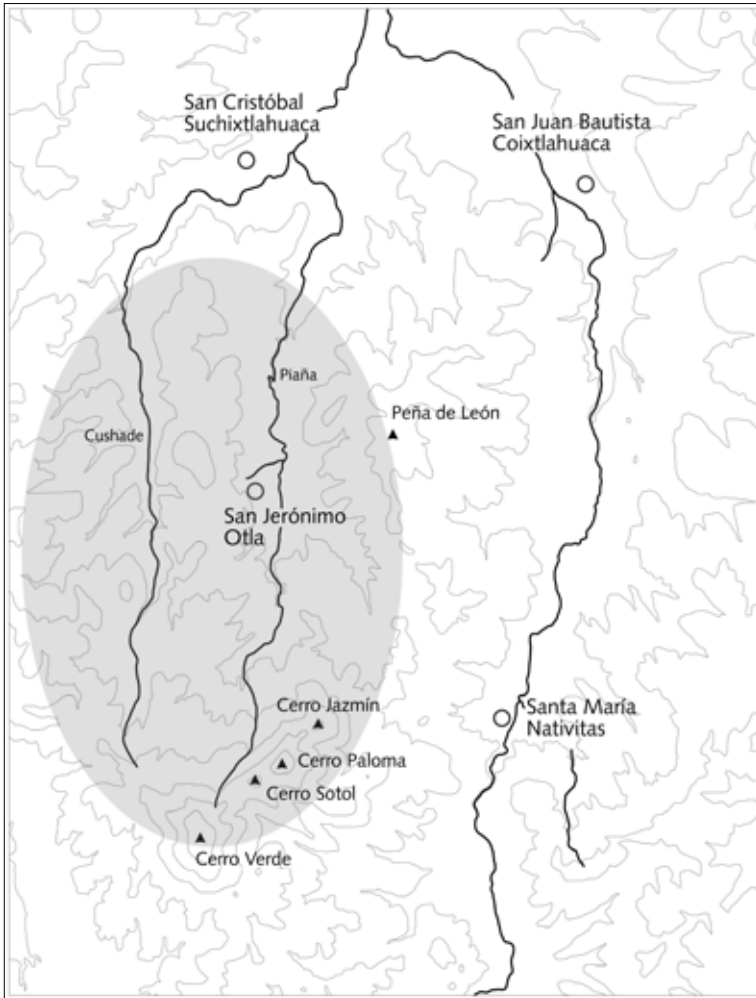 San Cristóbal
Suchixtlahuaca
San Juan Bautista
Coixtlahuaca
Piaña
Peña de León
Cushade
San Jerónimo
Otla
Cerro Jazmín
Santa María
Nativitas
Cerro Paloma
Cerro Sotol
Cerro Verde